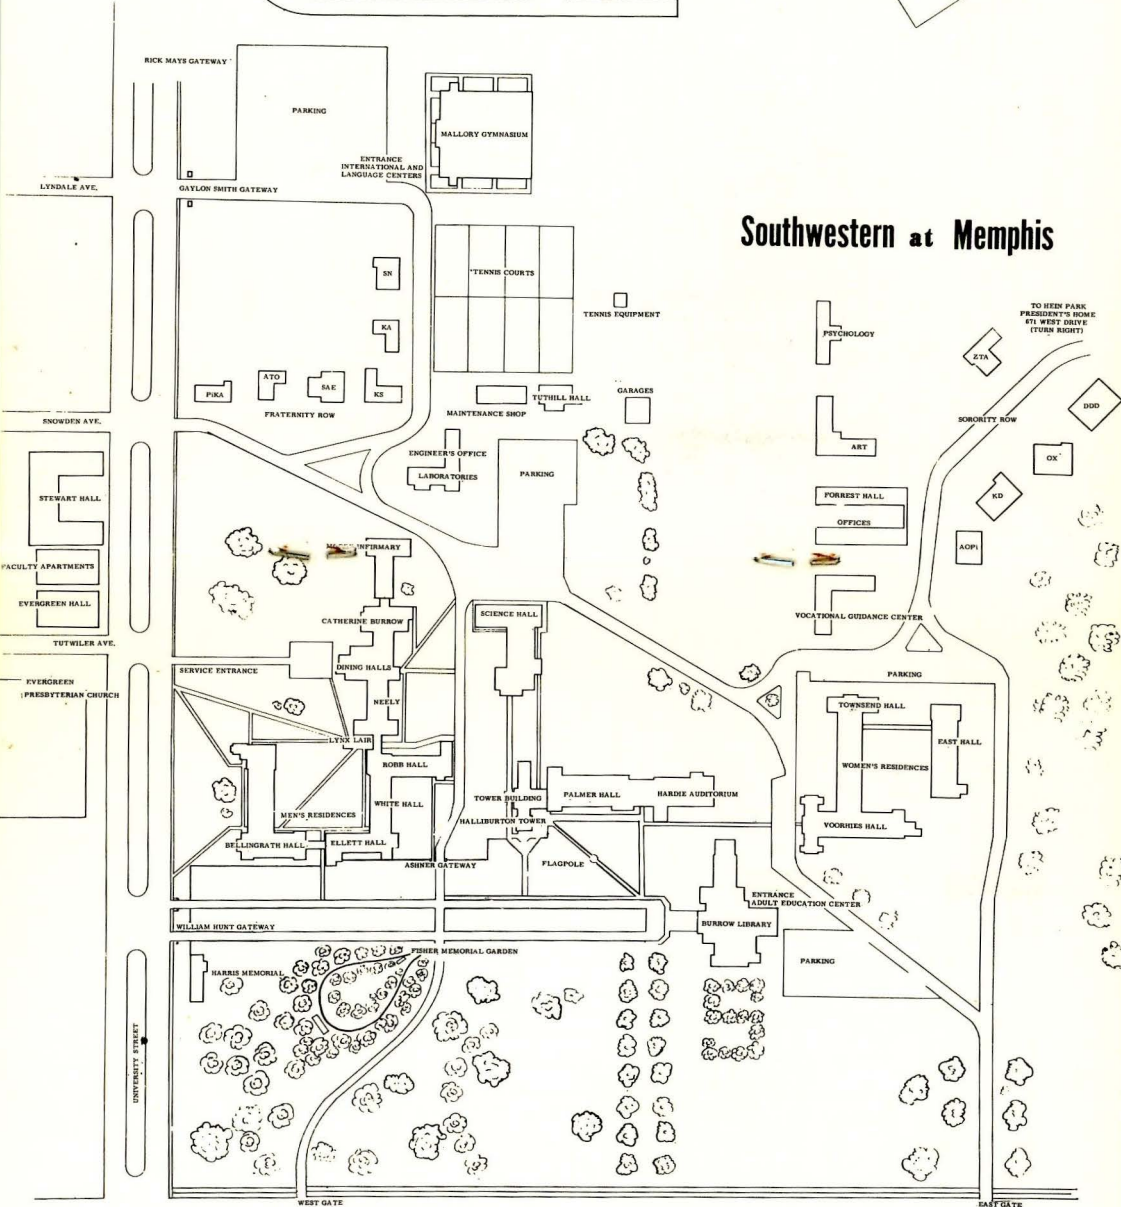 RICK MAYS GATEWAY
PARKING
MALLORY GYMNASIUM
ENTRANCE
INTERNATIONAL AND
LANGUAGE CENTERS
LYNDALE AVE.
GAYLON SMITH GATEWAY
Southwestern at Memphis
SN
TENNIS COURTS
TENNIS EQUIPMENT
TO HEIN PARK
PRESIDENT'S HOME
671 WEST DRIVE
(TURN RIGHT)
KA
PSYCHOLOGY
ZTA
PiKA
ATO
SAE
KS
FRATERNITY ROW
MAINTENANCE SHOP
TUTHILL HALL
GARAGES
DDD
SORORITY ROW
SNOWDEN AVE.
ENGINEER'S OFFICE
LABORATORIES
PARKING
ART
OX
STEWART HALL
FORREST HALL
OFFICES
KD
INFIRMARY
AOPi
FACULTY APARTMENTS
EVERGREEN HALL
CATHERINE BURROW
SCIENCE HALL
VOCATIONAL GUIDANCE CENTER
TUTWILER AVE.
SERVICE ENTRANCE
DINING HALLS
PARKING
EVERGREEN
PRESBYTERIAN CHURCH
NEELY
TOWNSEND HALL
LYNX LAIR
EAST HALL
ROBB HALL
WOMEN'S RESIDENCES
WHITE HALL
TOWER BUILDING
PALMER HALL
HARDIE AUDITORIUM
MEN'S RESIDENCES
HALLIBURTON TOWER
VOORHIES HALL
BELLINGRATH HALL
ELLETT HALL
ASHNER GATEWAY
FLAGPOLE
ENTRANCE
ADULT EDUCATION CENTER
WILLIAM HUNT GATEWAY
BURROW LIBRARY
FISHER MEMORIAL GARDEN
PARKING
HARRIS MEMORIAL
UNIVERSITY STREET
WEST GATE
EAST GATE